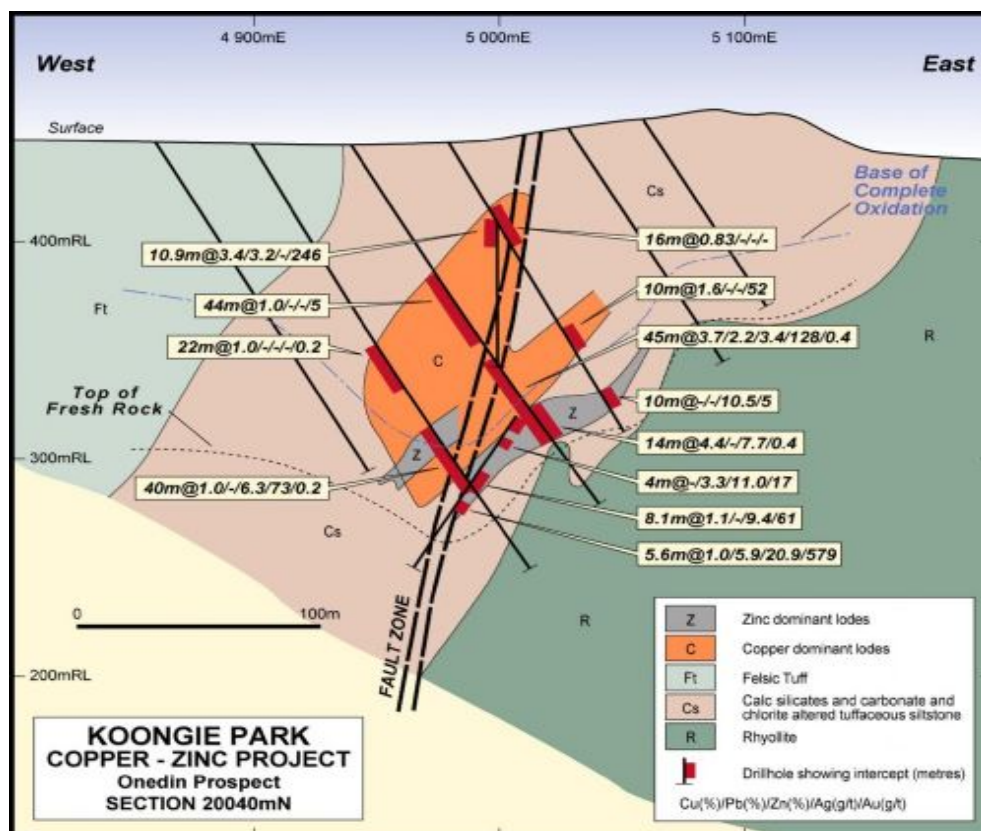 4 900mE
5 000mE
5 100mE
West
East
Surface
Cs
Base of
Complete
Oxidation
400mRL
10.9m@3.4/3.2/-/246
16m@0.83/-/-/-
44m@1.0/-/-/5
10m@1.6/-/-/52
Ft
22m@1.0/-/-/-/0.2
C
45m@3.7/2.2/3.4/128/0.4
R
Top of
Fresh Rock
10m@-/-/10.5/5
Z
Z
14m@4.4/-/7.7/0.4
300mRL
40m@1.0/-/6.3/73/0.2
4m@-/3.3/11.0/17
8.1m@1.1/-/9.4/61
Cs
5.6m@1.0/5.9/20.9/579
0
100m
FAULT ZONE
R
200mRL
Z Zinc dominant lodes
C Copper dominant lodes
Ft Felsic Tuff
Cs Calc silicates and carbonate and
chlorite altered tuffaceous siltstone
R Rhyollite
Drillhole showing intercept (metres)
Cu(%)/Pb(%)/Zn(%)/Ag(g/t)/Au(g/t)
KOONGIE PARK
COPPER - ZINC PROJECT
Onedin Prospect
SECTION 20040mN